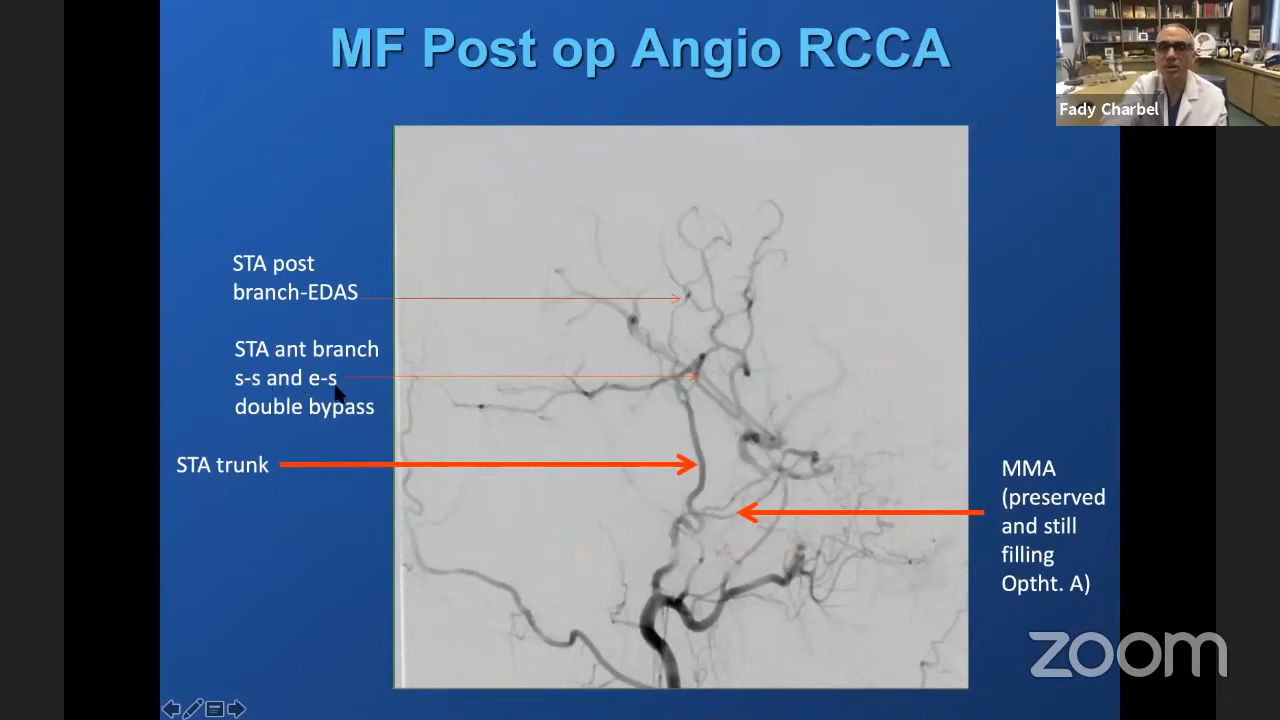 MF Post op Angio RCCA
Fady Charbel
STA post
branch-EDAS
STA ant branch
s-s and e-s
double bypass
STA trunk
MMA
(preserved
and still
filling
Optht. A)
zoom